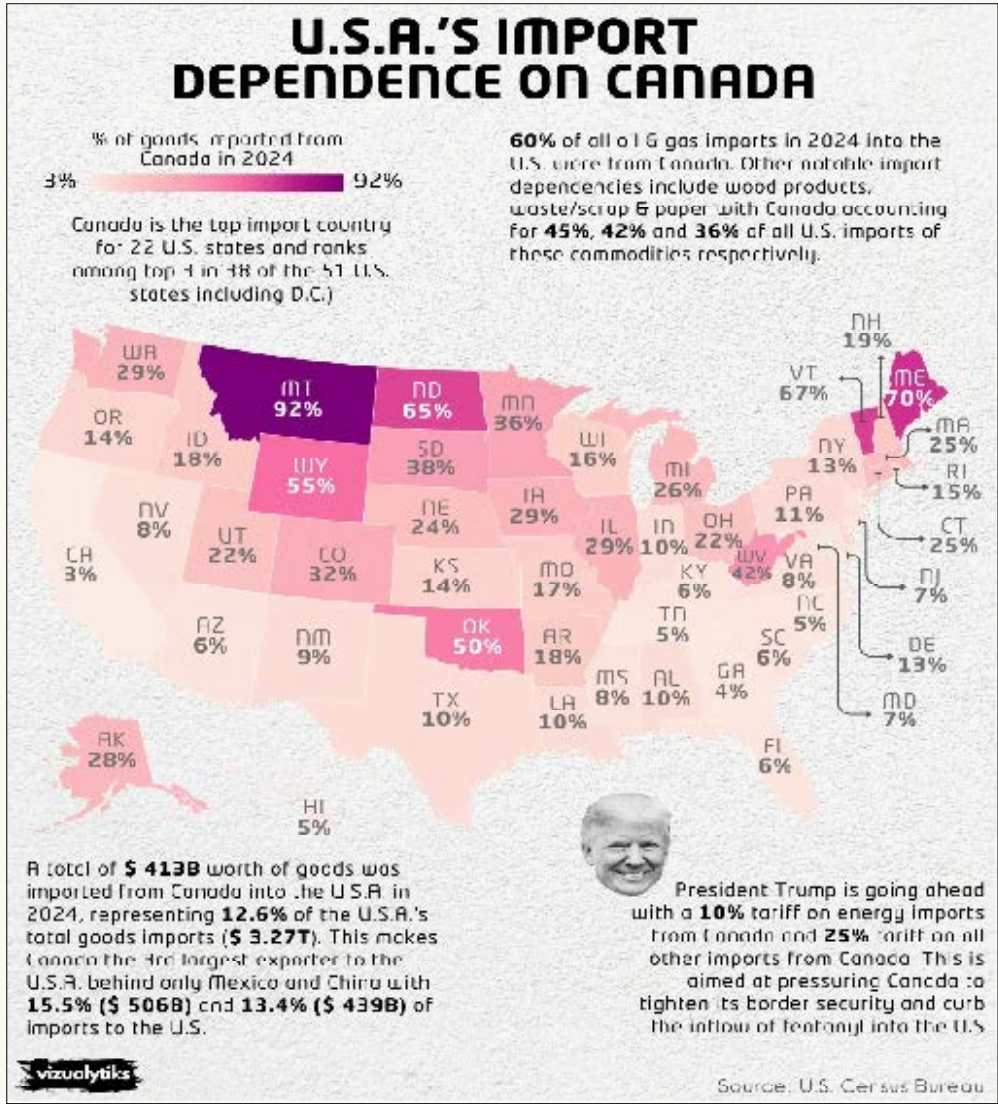 U.S.A.'S IMPORT
DEPENDENCE ON CANADA
% of goods imported from
Canada in 2024
3%
92%
Canada is the top import country
for 22 U.S. states and ranks
among top 3 in 38 of the 51 U.S.
states including D.C.)
60% of all oil & gas imports in 2024 into the
U.S. were from Canada. Other notable import
dependencies include wood products,
waste/scrap & paper with Canada accounting
for 45%, 42% and 36% of all U.S. imports of
these commodities respectively.
NH
19%
VT
67%
ME
70%
WA
29%
MT
92%
ND
65%
MN
36%
OR
14%
ID
18%
WY
55%
SD
38%
WI
16%
MI
26%
NY
13%
MA
25%
RI
15%
CT
25%
NV
8%
UT
22%
CO
32%
NE
24%
IA
29%
IL
29%
IN
10%
OH
22%
PA
11%
WV
42%
VA
8%
NJ
7%
CA
3%
KS
14%
MO
17%
KY
6%
NC
5%
DE
13%
AZ
6%
NM
9%
OK
50%
AR
18%
TN
5%
SC
6%
MD
7%
TX
10%
LA
10%
MS
8%
AL
10%
GA
4%
FL
6%
AK
28%
HI
5%
A total of $ 413B worth of goods was
imported from Canada into the U.S.A. in
2024, representing 12.6% of the U.S.A.'s
total goods imports ($ 3.27T). This makes
Canada the 3rd largest exporter to the
U.S.A. behind only Mexico and China with
15.5% ($ 506B) and 13.4% ($ 439B) of
imports to the U.S.
President Trump is going ahead
with a 10% tariff on energy imports
from Canada and 25% tariff on all
other imports from Canada. This is
aimed at pressuring Canada to
tighten its border security and curb
the inflow of fentanyl into the U.S
vizualytiks
Source: U.S. Census Bureau